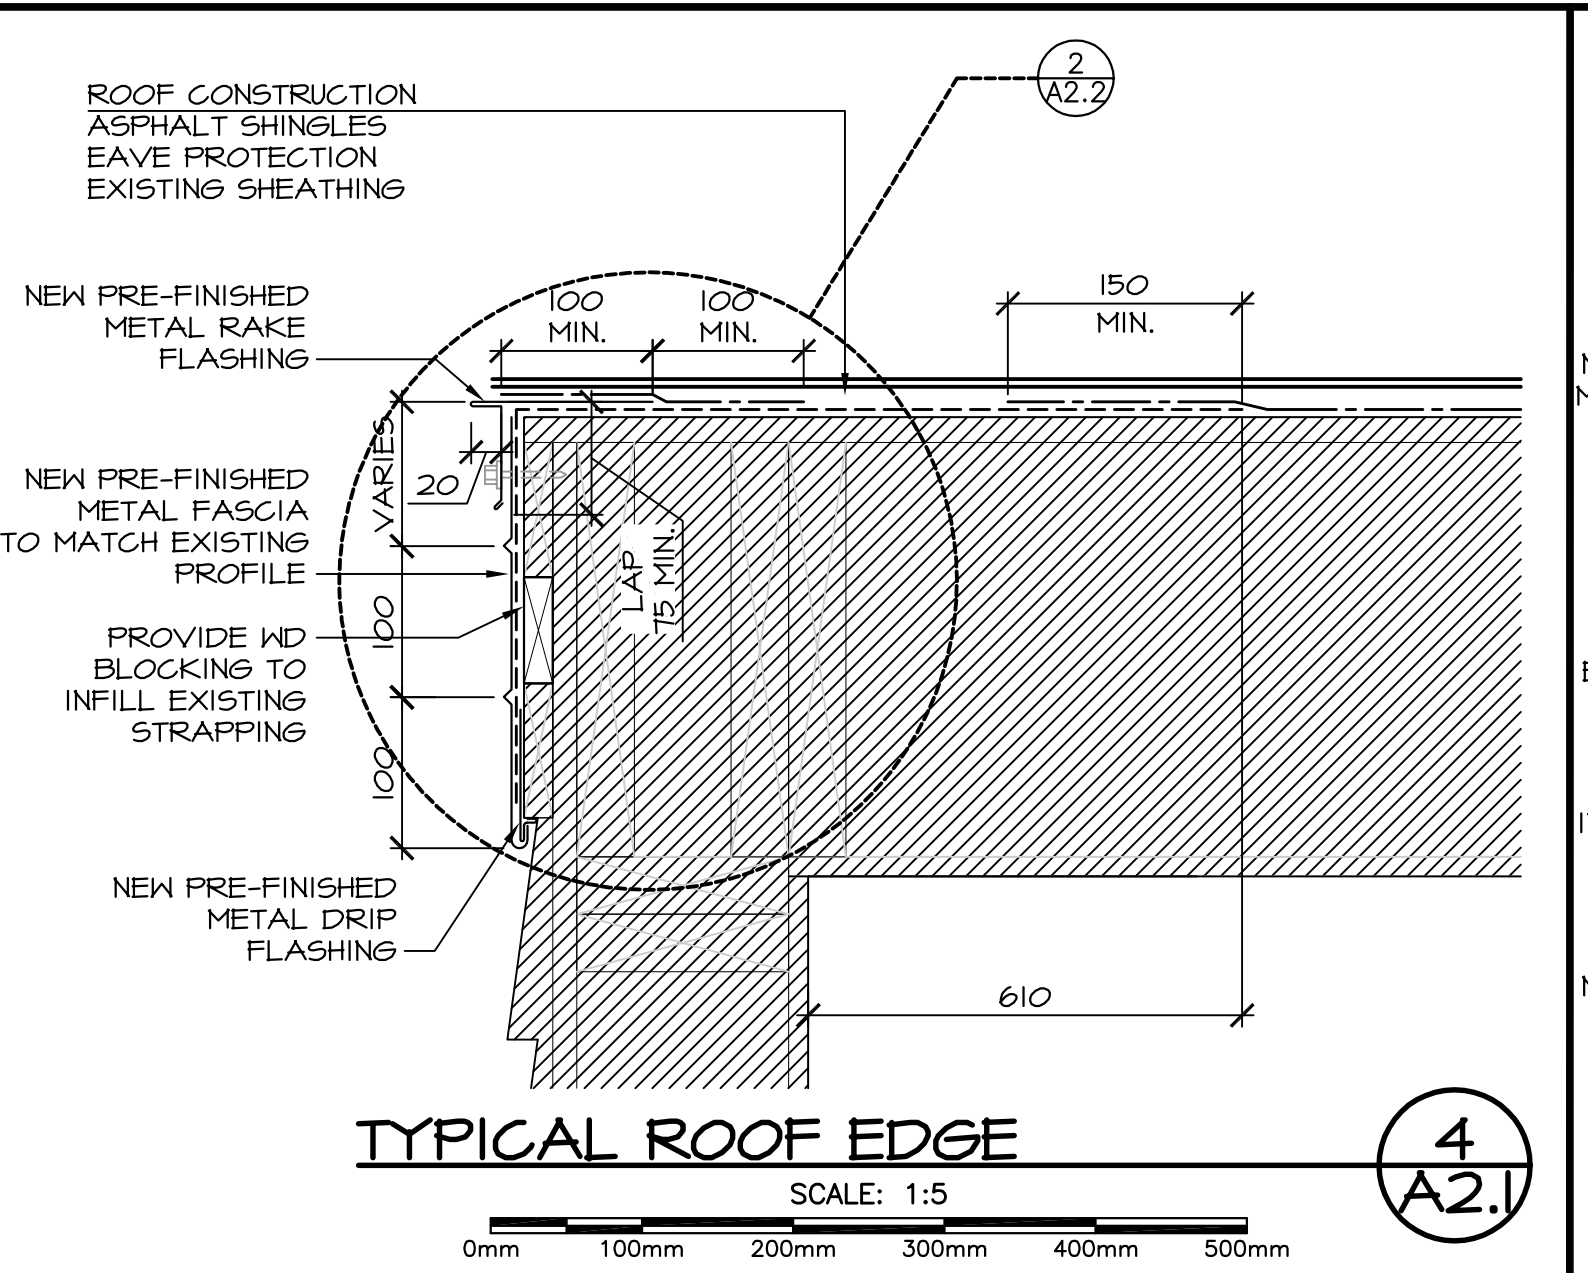 2
A2.2
ROOF CONSTRUCTION
ASPHALT SHINGLES
EAVE PROTECTION
EXISTING SHEATHING
NEW PRE-FINISHED
METAL RAKE
FLASHING
100
MIN.
100
MIN.
150
MIN.
VARIES
20
NEW PRE-FINISHED
METAL FASCIA
TO MATCH EXISTING
PROFILE
LAP
75 MIN.
100
PROVIDE WD
BLOCKING TO
INFILL EXISTING
STRAPPING
100
NEW PRE-FINISHED
METAL DRIP
FLASHING
610
TYPICAL ROOF EDGE
4
A2.1
SCALE: 1:5
0mm 100mm 200mm 300mm 400mm 500mm